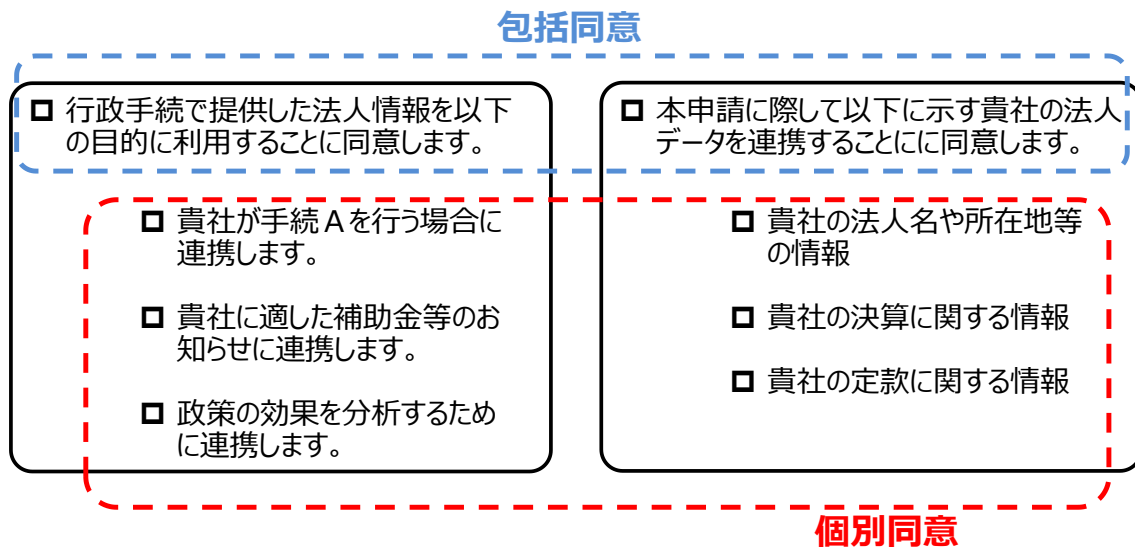 包括同意
□ 行政手続で提供した法人情報を以下
の目的に利用することに同意します。
□ 貴社が手続Aを行う場合に
連携します。
□ 貴社に適した補助金等のお
知らせに連携します。
□ 政策の効果を分析するため
に連携します。
□ 本申請に際して以下に示す貴社の法人
データを連携することにに同意します。
□ 貴社の法人名や所在地等
の情報
□ 貴社の決算に関する情報
□ 貴社の定款に関する情報
個別同意